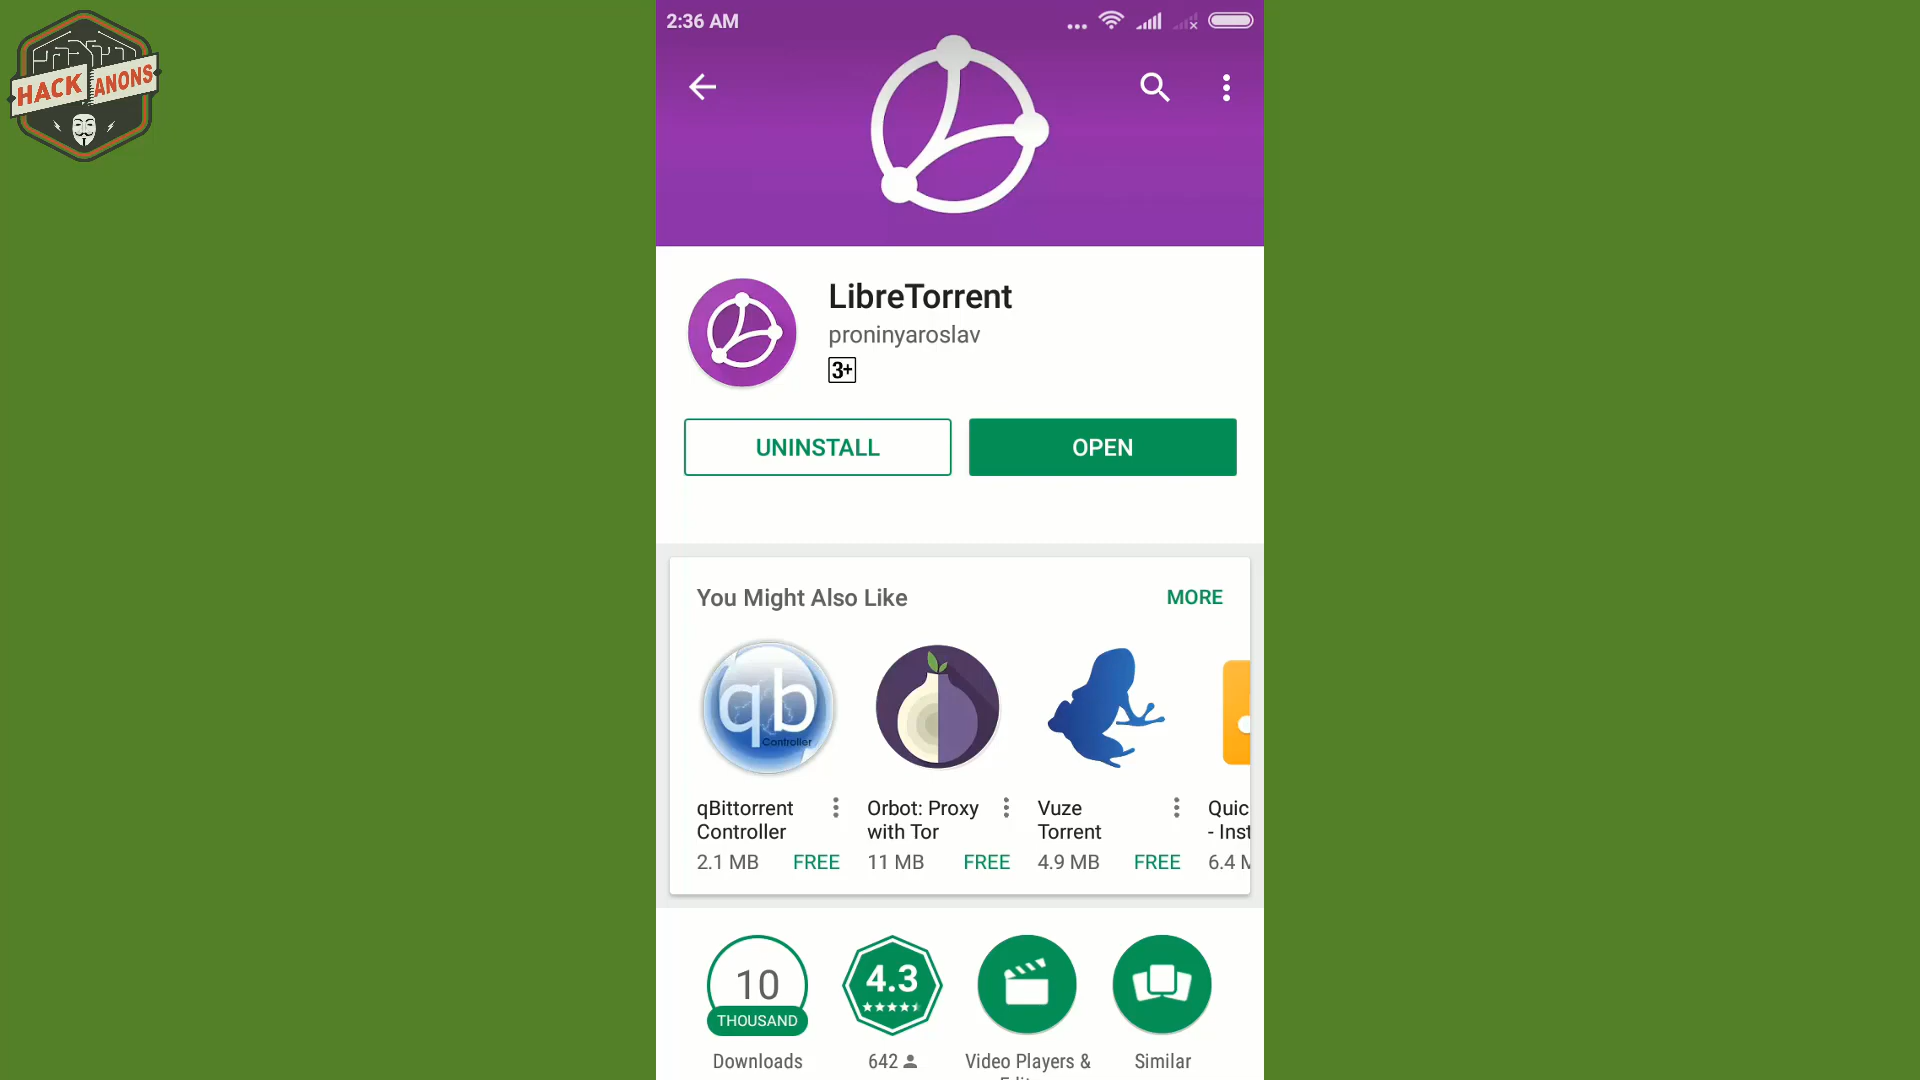 HACK ANONS
2:36 AM
LibreTorrent
proninyaroslav
3+
UNINSTALL
OPEN
You Might Also Like
MORE
qb
Controller
qBittorrent
Controller
2.1 MB
FREE
Orbot: Proxy
with Tor
11 MB
FREE
Vuze
Torrent
4.9 MB
FREE
Quic
- Inst
6.4 M
10
THOUSAND
Downloads
4.3
642
Video Players &
Similar